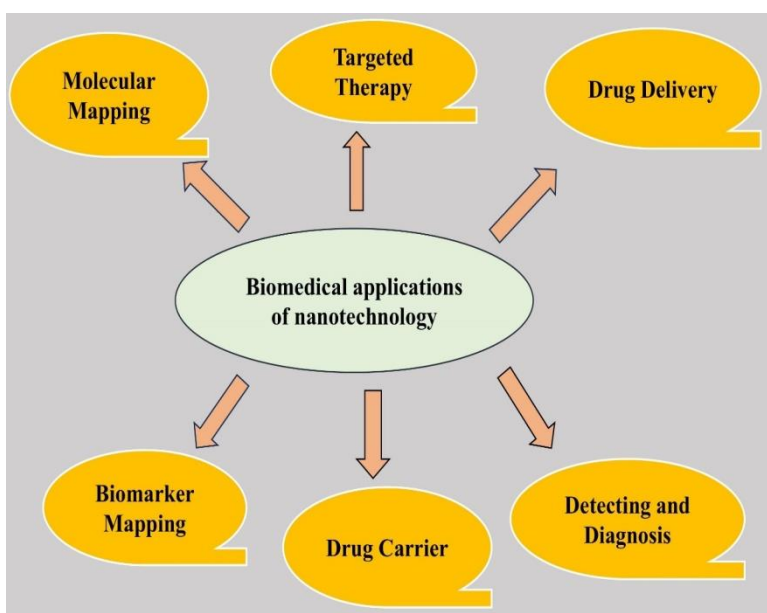 Molecular
Mapping
Targeted
Therapy
Drug Delivery
Biomedical applications
of nanotechnology
Biomarker
Mapping
Drug Carrier
Detecting and
Diagnosis